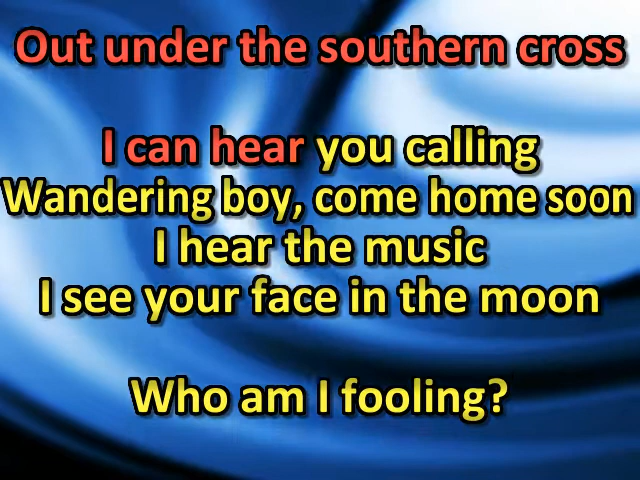 Out under the southern cross
I can hear you calling
Wandering boy, come home soon
I hear the music
I see your face in the moon
Who am I fooling?